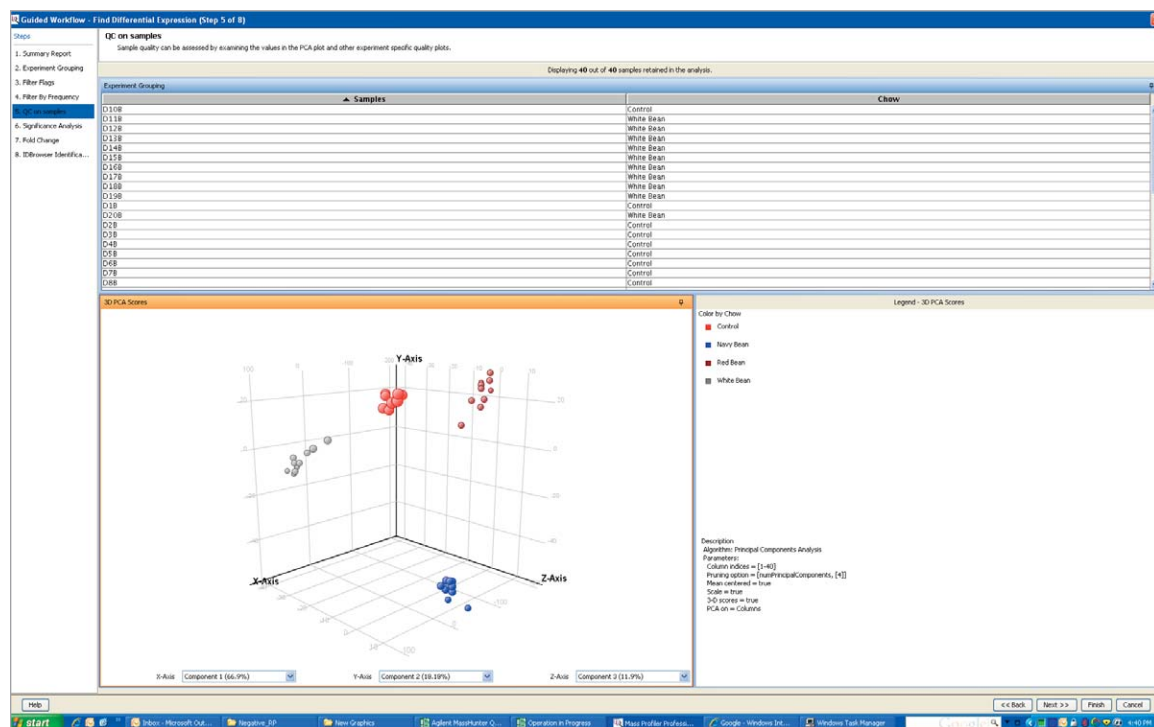 Guided Workflow - Find Differential Expression (Step 5 of 8)
Steps
1. Summary Report
2. Experiment Grouping
3. Filter Flags
4. Filter By Frequency
5. QC on samples
6. Significance Analysis
7. Fold Change
8. IDBrowser Identifica...
QC on samples
Sample quality can be assessed by examining the values in the PCA plot and other experiment specific quality plots.
Displaying 40 out of 40 samples retained in the analysis.
Experiment Grouping
Samples Chow
D10B Control
D11B White Bean
D12B White Bean
D13B White Bean
D14B White Bean
D15B White Bean
D16B White Bean
D17B White Bean
D18B White Bean
D19B White Bean
D1B Control
D20B White Bean
D2B Control
D3B Control
D4B Control
D5B Control
D6B Control
D7B Control
D8B Control
3D PCA Scores
Y-Axis
X-Axis
Z-Axis
X-Axis Component 1 (66.9%)
Y-Axis Component 2 (18.18%)
Z-Axis Component 3 (11.9%)
Legend - 3D PCA Scores
Color by Chow
Control
Navy Bean
Red Bean
White Bean
Description
Algorithm: Principal Components Analysis
Parameters:
Column indices = [1-40]
Pruning option = [numPrincipalComponents, [4]]
Mean centered = true
Scale = true
3-D scores = true
PCA on = Columns
Help
<< Back Next >> Finish Cancel
start
Inbox - Microsoft Out...
Negative_RP
New Graphics
Agilent MassHunter Q...
Operation in Progress
Mass Profiler Professi...
Google - Windows Int...
Windows Task Manager
Google
4:40 PM